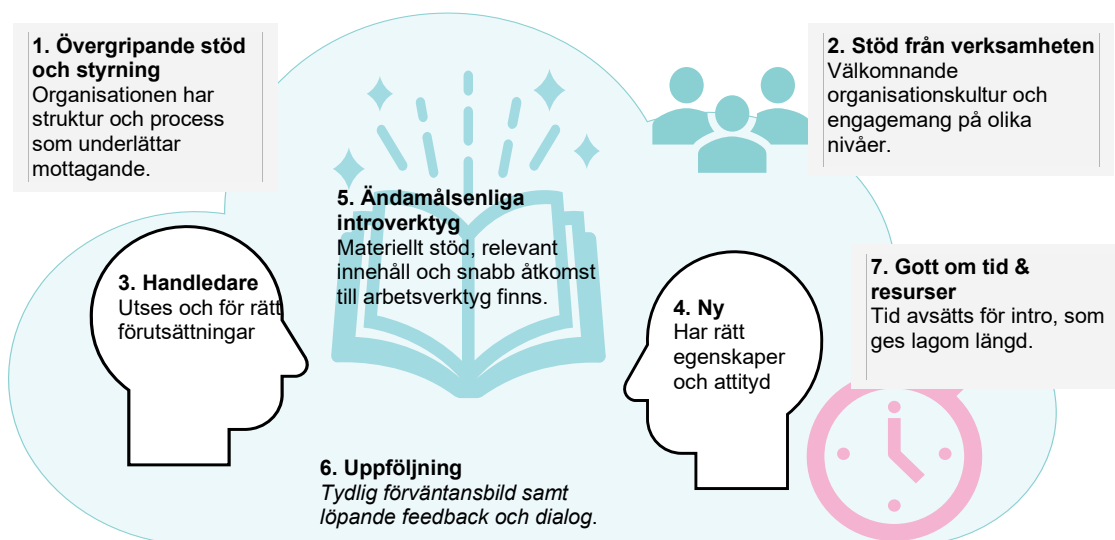 1. Övergripande stöd
och styrning
Organisationen har
struktur och process
som underlättar
mottagande.
2. Stöd från verksamheten
Välkomnande
organisationskultur och
engagemang på olika
nivåer.
3. Handledare
Utses och för rätt
förutsättningar
4. Ny
Har rätt
egenskaper
och attityd
5. Ändamålsenliga
introverktyg
Materiellt stöd, relevant
innehåll och snabb åtkomst
till arbetsverktyg finns.
6. Uppföljning
Tydlig förväntansbild samt
löpande feedback och dialog.
7. Gott om tid &
resurser
Tid avsätts för intro, som
ges lagom längd.